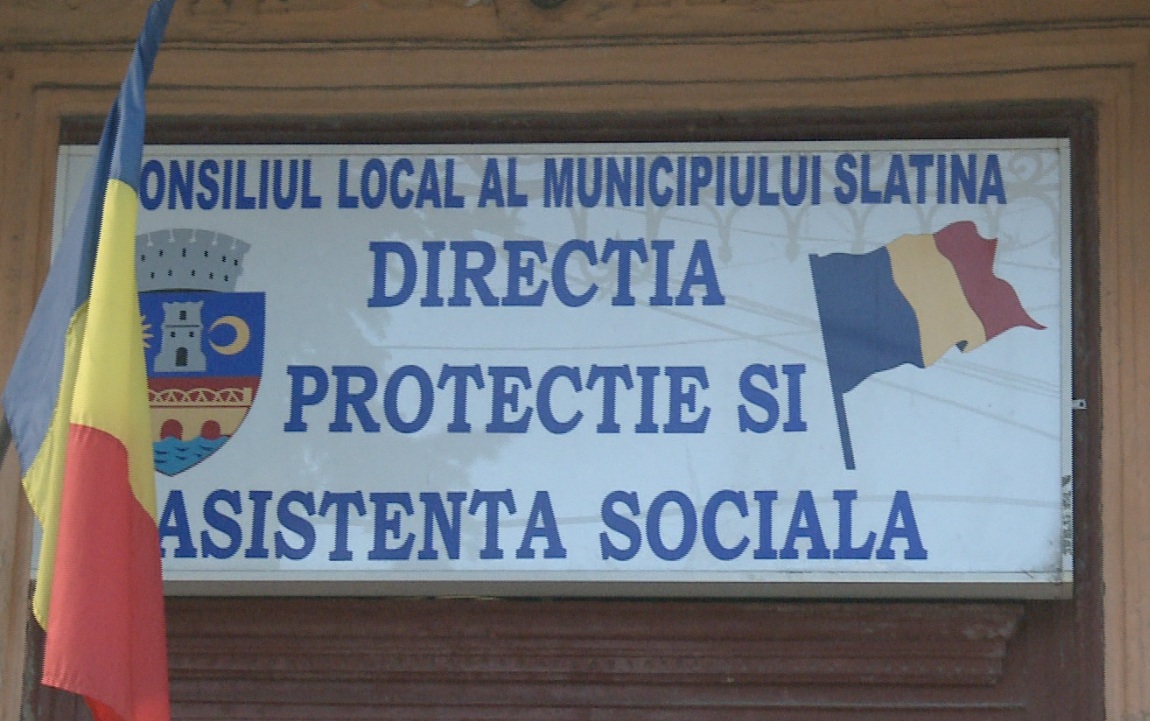 ONSILIUL LOCAL AL MUNICIPIULUI SLATINA
DIRECTIA
PROTECTIE SI
ASISTENTA SOCIALA